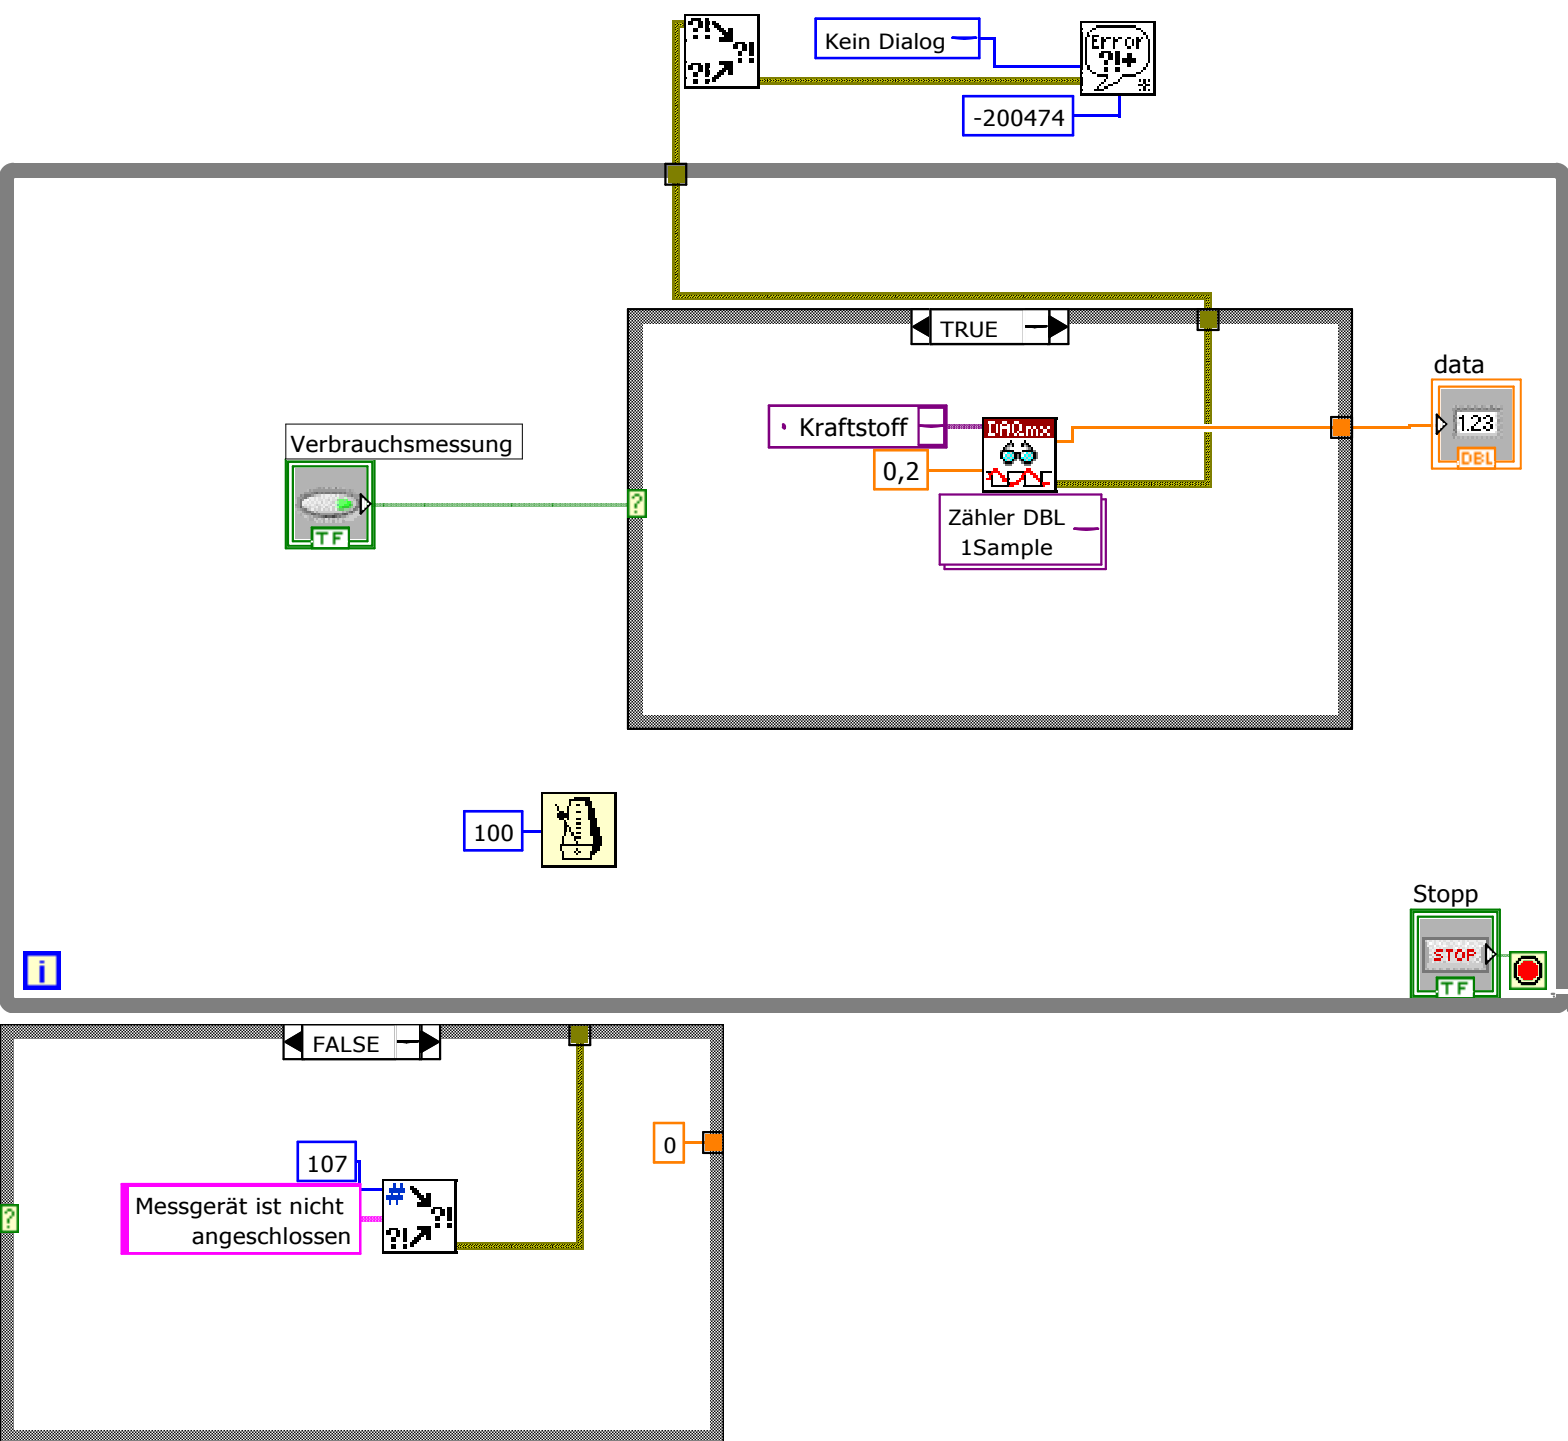 ?!
?!
?!
Kein Dialog
Error
?!+
*
-200474
TRUE
data
1.23
DBL
Verbrauchsmessung
TF
?
Kraftstoff
DAQmx
0,2
Zähler DBL
1Sample
100
Stopp
STOP
TF
i
FALSE
107
Messgerät ist nicht
angeschlossen
#
?!
?!
0
?